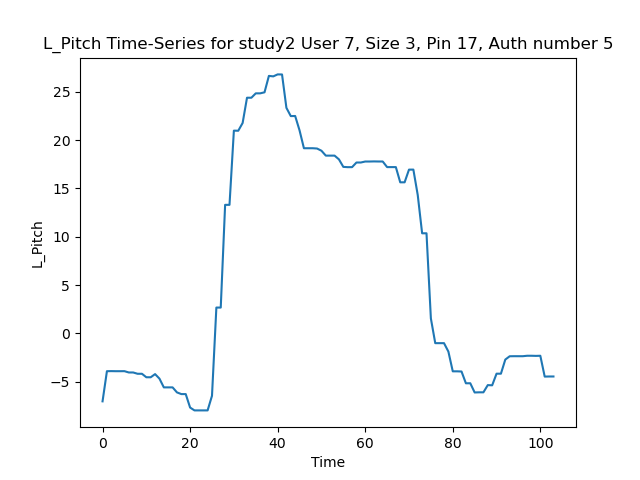 L_Pitch Time-Series for study2 User 7, Size 3, Pin 17, Auth number 5
25
20
15
10
5
0
−5
L_Pitch
0 20 40 60 80 100
Time